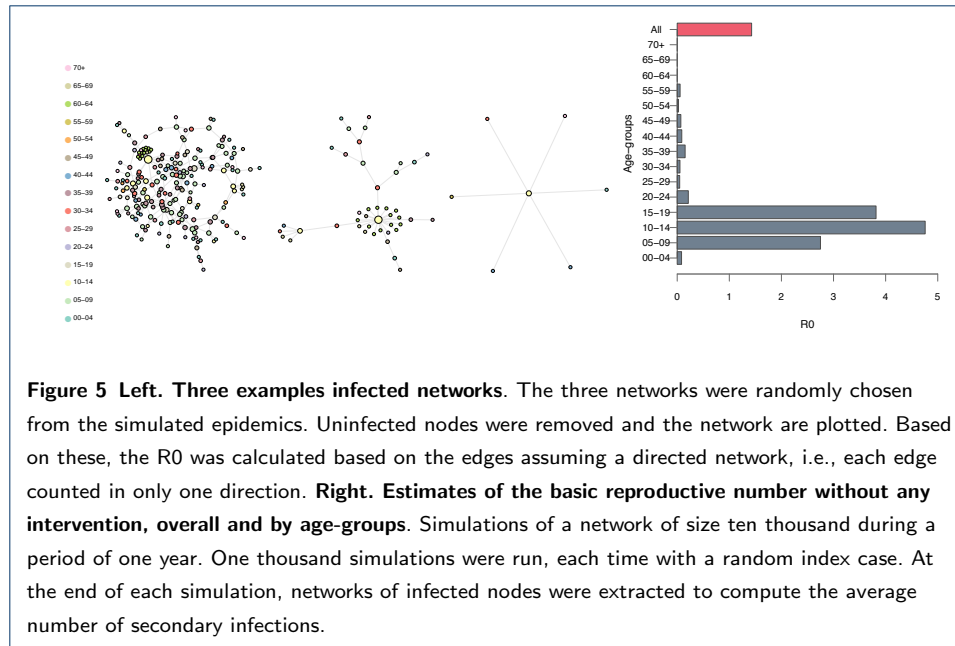 70+
65−69
60−64
55−59
50−54
45−49
40−44
35−39
30−34
25−29
20−24
15−19
10−14
05−09
00−04
All
70+
65−69
60−64
55−59
50−54
45−49
40−44
35−39
30−34
25−29
20−24
15−19
10−14
05−09
00−04
Age−groups
0 1 2 3 4 5
R0
Figure 5 Left. Three examples infected networks. The three networks were randomly chosen
from the simulated epidemics. Uninfected nodes were removed and the network are plotted. Based
on these, the R0 was calculated based on the edges assuming a directed network, i.e., each edge
counted in only one direction. Right. Estimates of the basic reproductive number without any
intervention, overall and by age-groups. Simulations of a network of size ten thousand during a
period of one year. One thousand simulations were run, each time with a random index case. At
the end of each simulation, networks of infected nodes were extracted to compute the average
number of secondary infections.